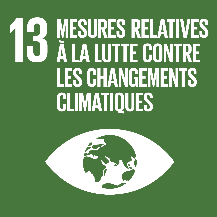 13 MESURES RELATIVES
À LA LUTTE CONTRE
LES CHANGEMENTS
CLIMATIQUES